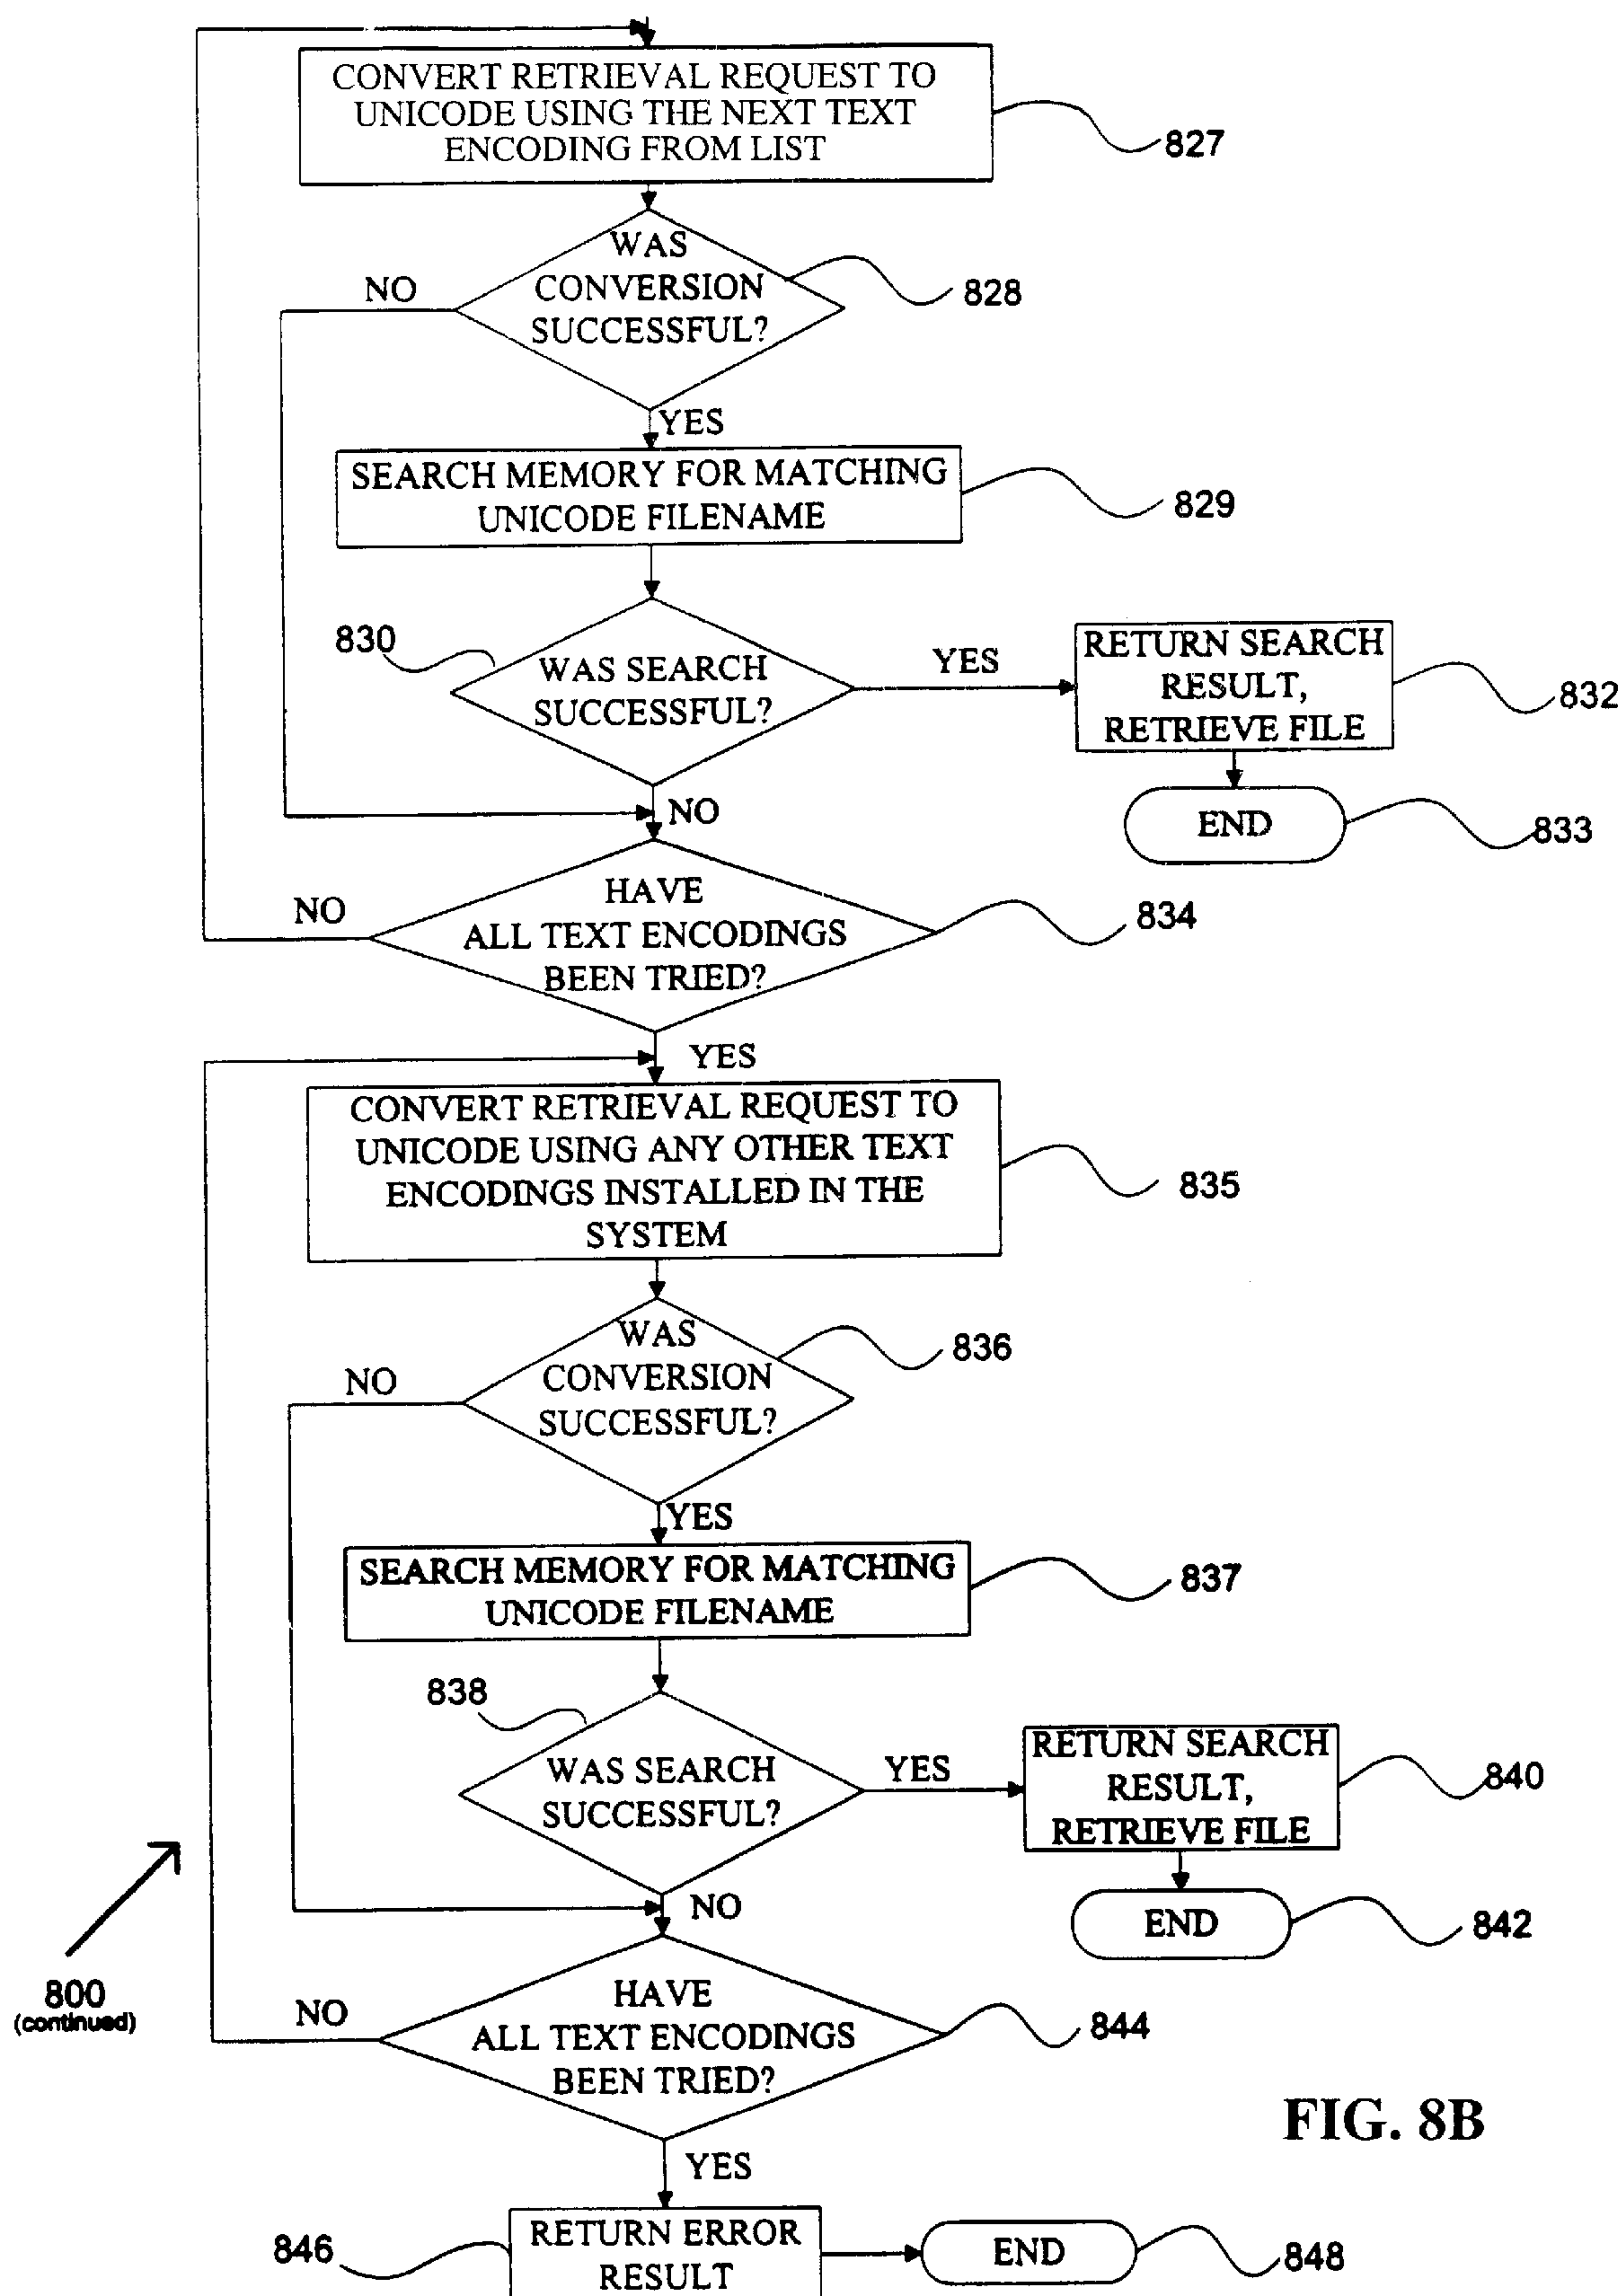 CONVERT RETRIEVAL REQUEST TO
UNICODE USING THE NEXT TEXT
ENCODING FROM LIST
827
WAS
CONVERSION
SUCCESSFUL?
828
NO
YES
SEARCH MEMORY FOR MATCHING
UNICODE FILENAME
829
830
WAS SEARCH
SUCCESSFUL?
YES
RETURN SEARCH
RESULT,
RETRIEVE FILE
832
NO
END
833
HAVE
ALL TEXT ENCODINGS
BEEN TRIED?
834
NO
YES
CONVERT RETRIEVAL REQUEST TO
UNICODE USING ANY OTHER TEXT
ENCODINGS INSTALLED IN THE
SYSTEM
835
WAS
CONVERSION
SUCCESSFUL?
836
NO
YES
SEARCH MEMORY FOR MATCHING
UNICODE FILENAME
837
838
WAS SEARCH
SUCCESSFUL?
YES
RETURN SEARCH
RESULT,
RETRIEVE FILE
840
NO
END
842
800
(continued)
HAVE
ALL TEXT ENCODINGS
BEEN TRIED?
844
NO
FIG. 8B
YES
846
RETURN ERROR
RESULT
END
848